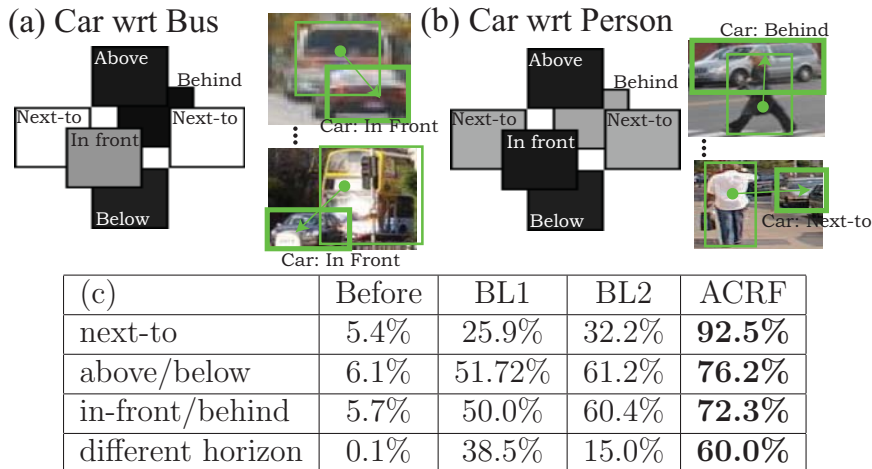 (a) Car wrt Bus
Above
Behind
Next-to
Next-to
In front
Below
Car: In Front
Car: In Front
(b) Car wrt Person
Above
Behind
Next-to
Next-to
In front
Below
Car: Behind
Car: Next-to
(c) Before BL1 BL2 ACRF
next-to 5.4% 25.9% 32.2% 92.5%
above/below 6.1% 51.72% 61.2% 76.2%
in-front/behind 5.7% 50.0% 60.4% 72.3%
different horizon 0.1% 38.5% 15.0% 60.0%